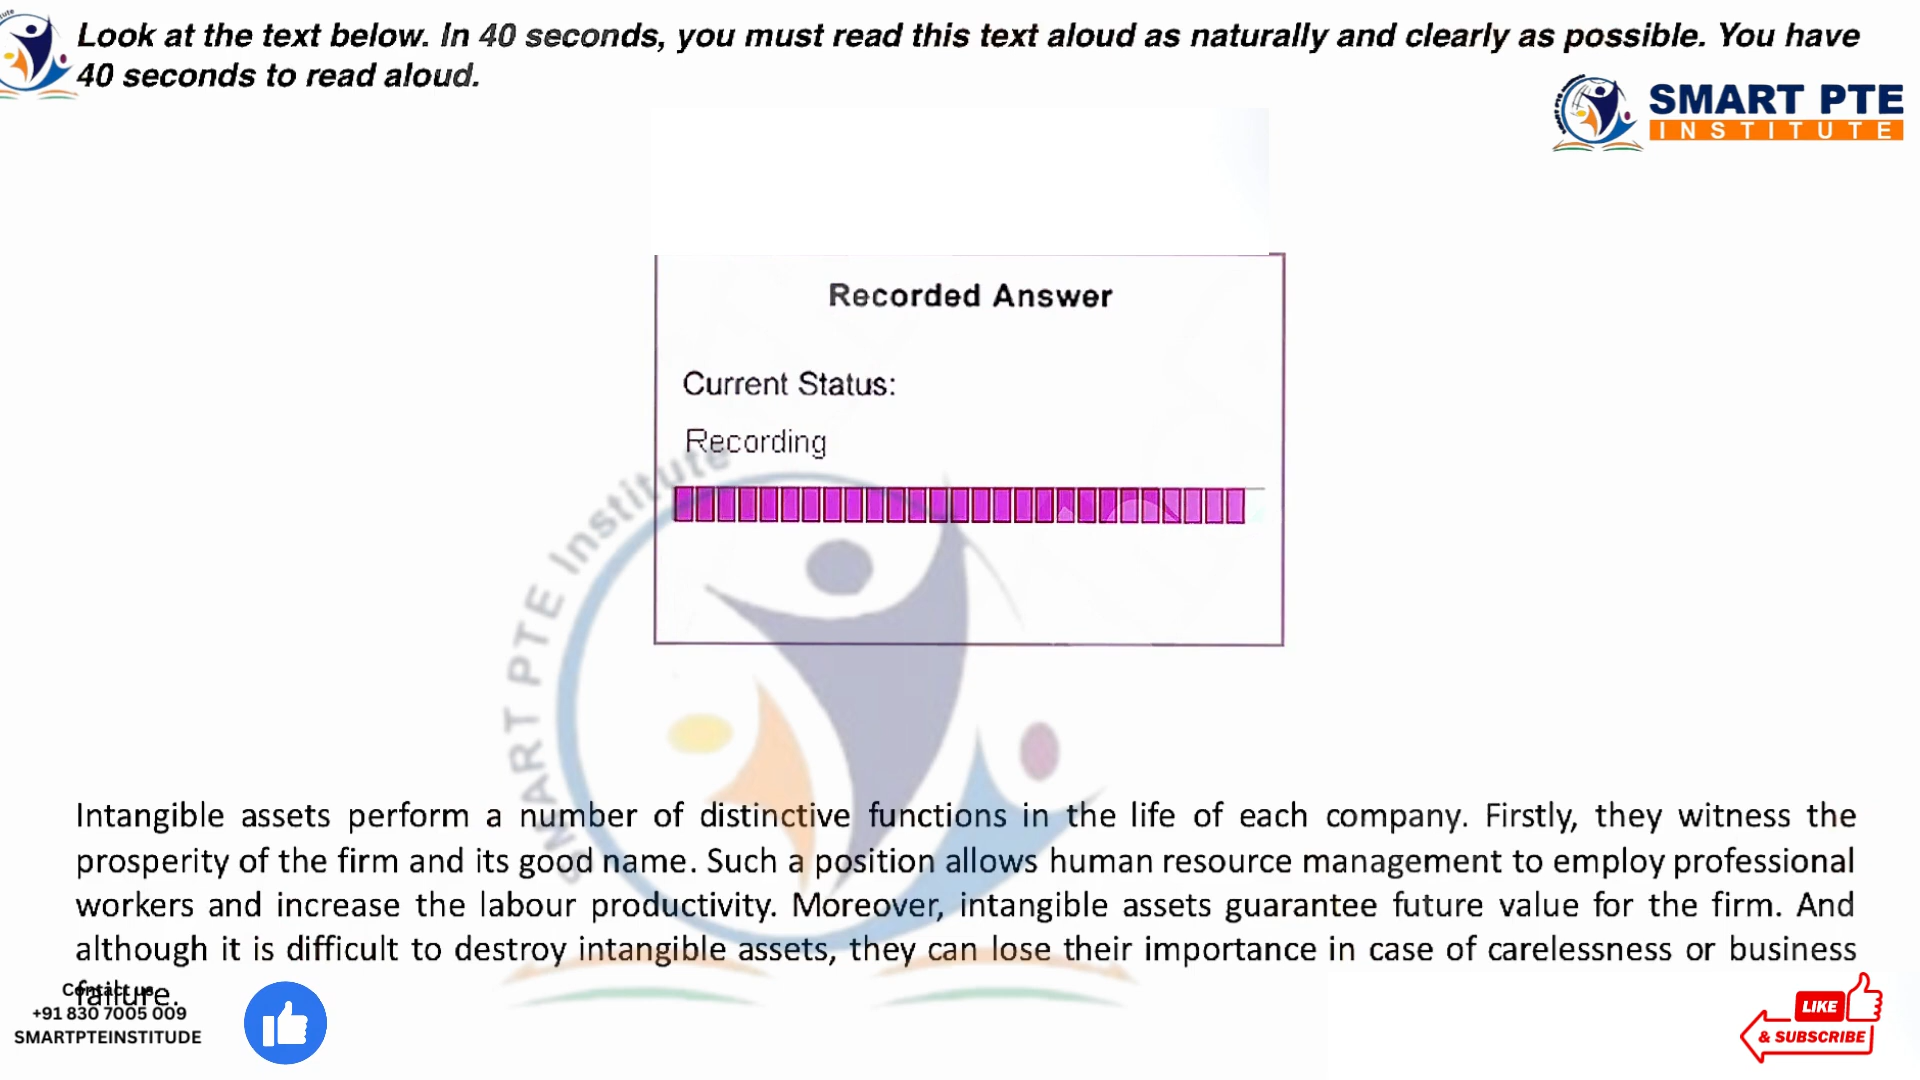 Look at the text below. In 40 seconds, you must read this text aloud as naturally and clearly as possible. You have
40 seconds to read aloud.
SMART PTE
INSTITUTE
Recorded Answer
Current Status:
Recording
SMART PTE Institute
Intangible assets perform a number of distinctive functions in the life of each company. Firstly, they witness the
prosperity of the firm and its good name. Such a position allows human resource management to employ professional
workers and increase the labour productivity. Moreover, intangible assets guarantee future value for the firm. And
although it is difficult to destroy intangible assets, they can lose their importance in case of carelessness or business
failure.
Contact us
+91 830 7005 009
SMARTPTEINSTITUDE
LIKE
& SUBSCRIBE